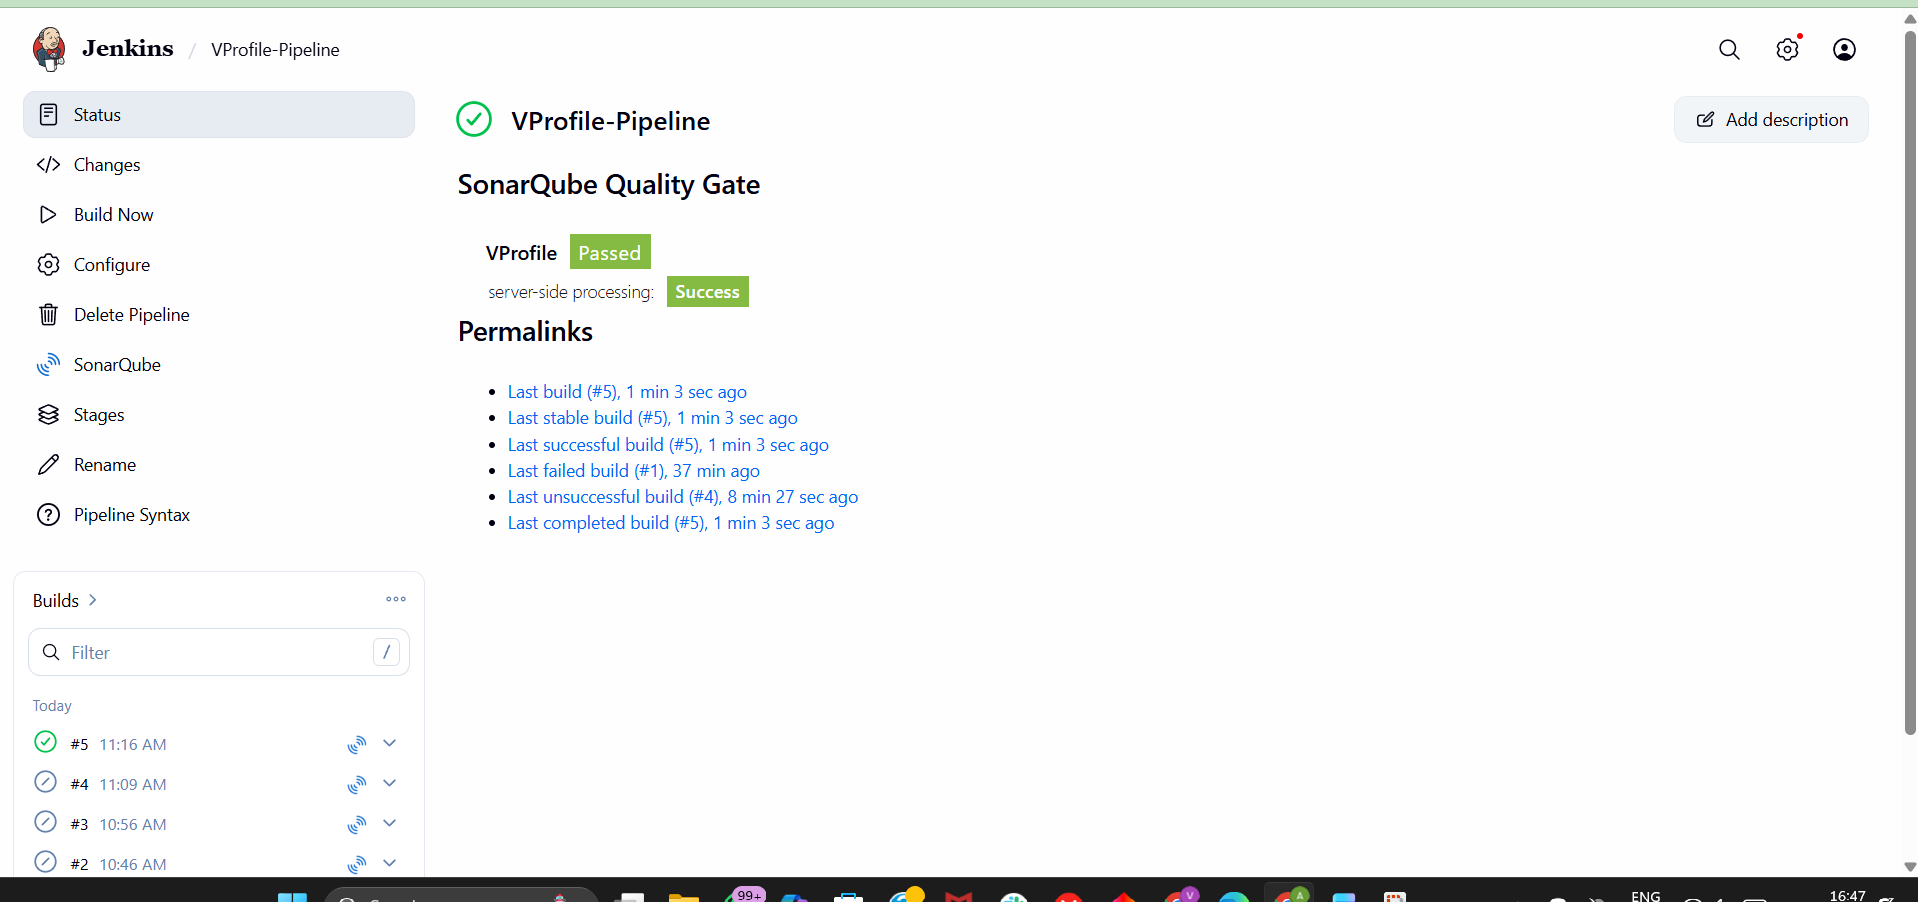 Jenkins / VProfile-Pipeline
Status
Changes
Build Now
Configure
Delete Pipeline
SonarQube
Stages
Rename
Pipeline Syntax
Builds
Filter /
Today
#5 11:16 AM
#4 11:09 AM
#3 10:56 AM
#2 10:46 AM
VProfile-Pipeline
Add description
SonarQube Quality Gate
VProfile Passed
server-side processing: Success
Permalinks
Last build (#5), 1 min 3 sec ago
Last stable build (#5), 1 min 3 sec ago
Last successful build (#5), 1 min 3 sec ago
Last failed build (#1), 37 min ago
Last unsuccessful build (#4), 8 min 27 sec ago
Last completed build (#5), 1 min 3 sec ago
99+
V
A
ENG
16:47